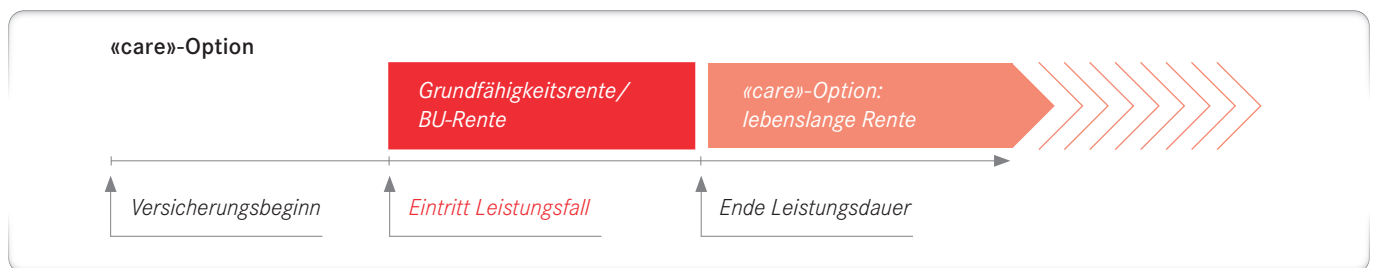 «care»-Option
Grundfähigkeitsrente/
BU-Rente
«care»-Option:
lebenslange Rente
Versicherungsbeginn
Eintritt Leistungsfall
Ende Leistungsdauer